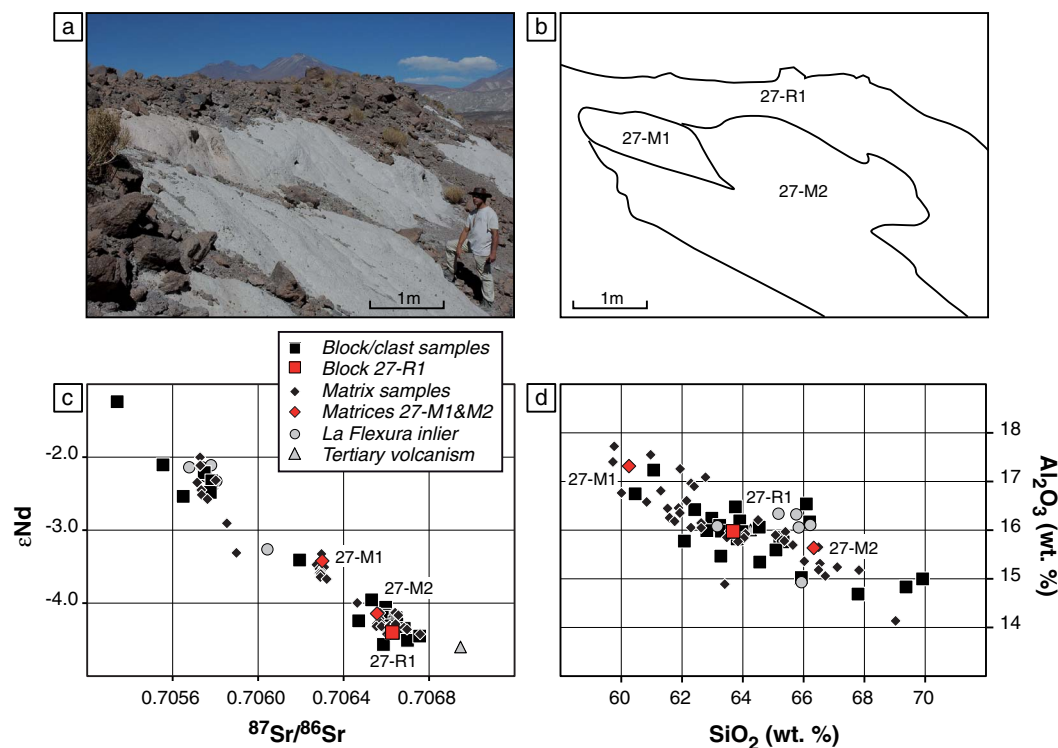 a
1m
b
27-R1
27-M1
27-M2
1m
Block/clast samples
Block 27-R1
Matrix samples
Matrices 27-M1&M2
La Flexura inlier
Tertiary volcanism
c
-2.0
-3.0
-4.0
εNd
27-M1
27-M2
27-R1
0.7056 0.7060 0.7064 0.7068
⁸⁷Sr/⁸⁶Sr
d
27-M1
27-R1
27-M2
18
17
16
15
14
Al₂O₃ (wt. %)
60 62 64 66 68 70
SiO₂ (wt. %)